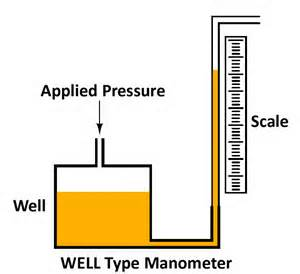 Applied Pressure
Scale
Well
WELL Type Manometer